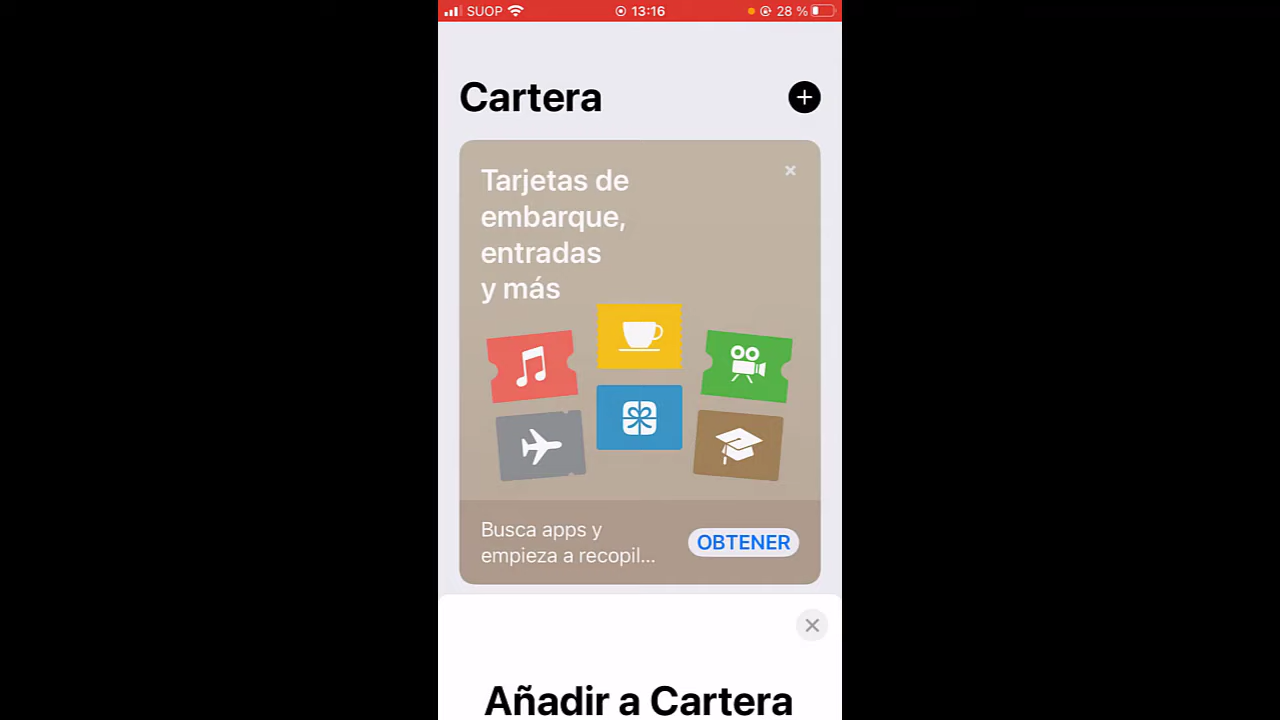 SUOP 13:16 28 %
Cartera
Tarjetas de
embarque,
entradas
y más
Busca apps y
empieza a recopil...
OBTENER
Añadir a Cartera